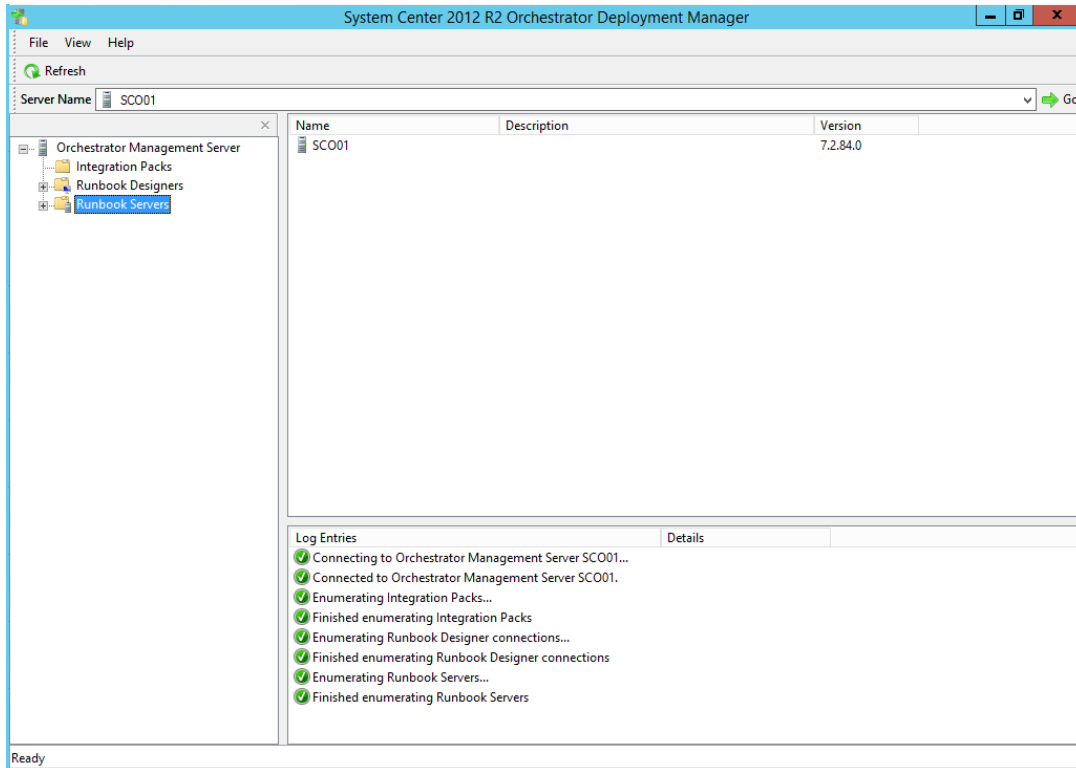 System Center 2012 R2 Orchestrator Deployment Manager
File View Help
Refresh
Server Name SCO01 Go
Orchestrator Management Server
Integration Packs
Runbook Designers
Runbook Servers
Name Description Version
SCO01 7.2.84.0
Log Entries Details
Connecting to Orchestrator Management Server SCO01...
Connected to Orchestrator Management Server SCO01.
Enumerating Integration Packs...
Finished enumerating Integration Packs
Enumerating Runbook Designer connections...
Finished enumerating Runbook Designer connections
Enumerating Runbook Servers...
Finished enumerating Runbook Servers
Ready